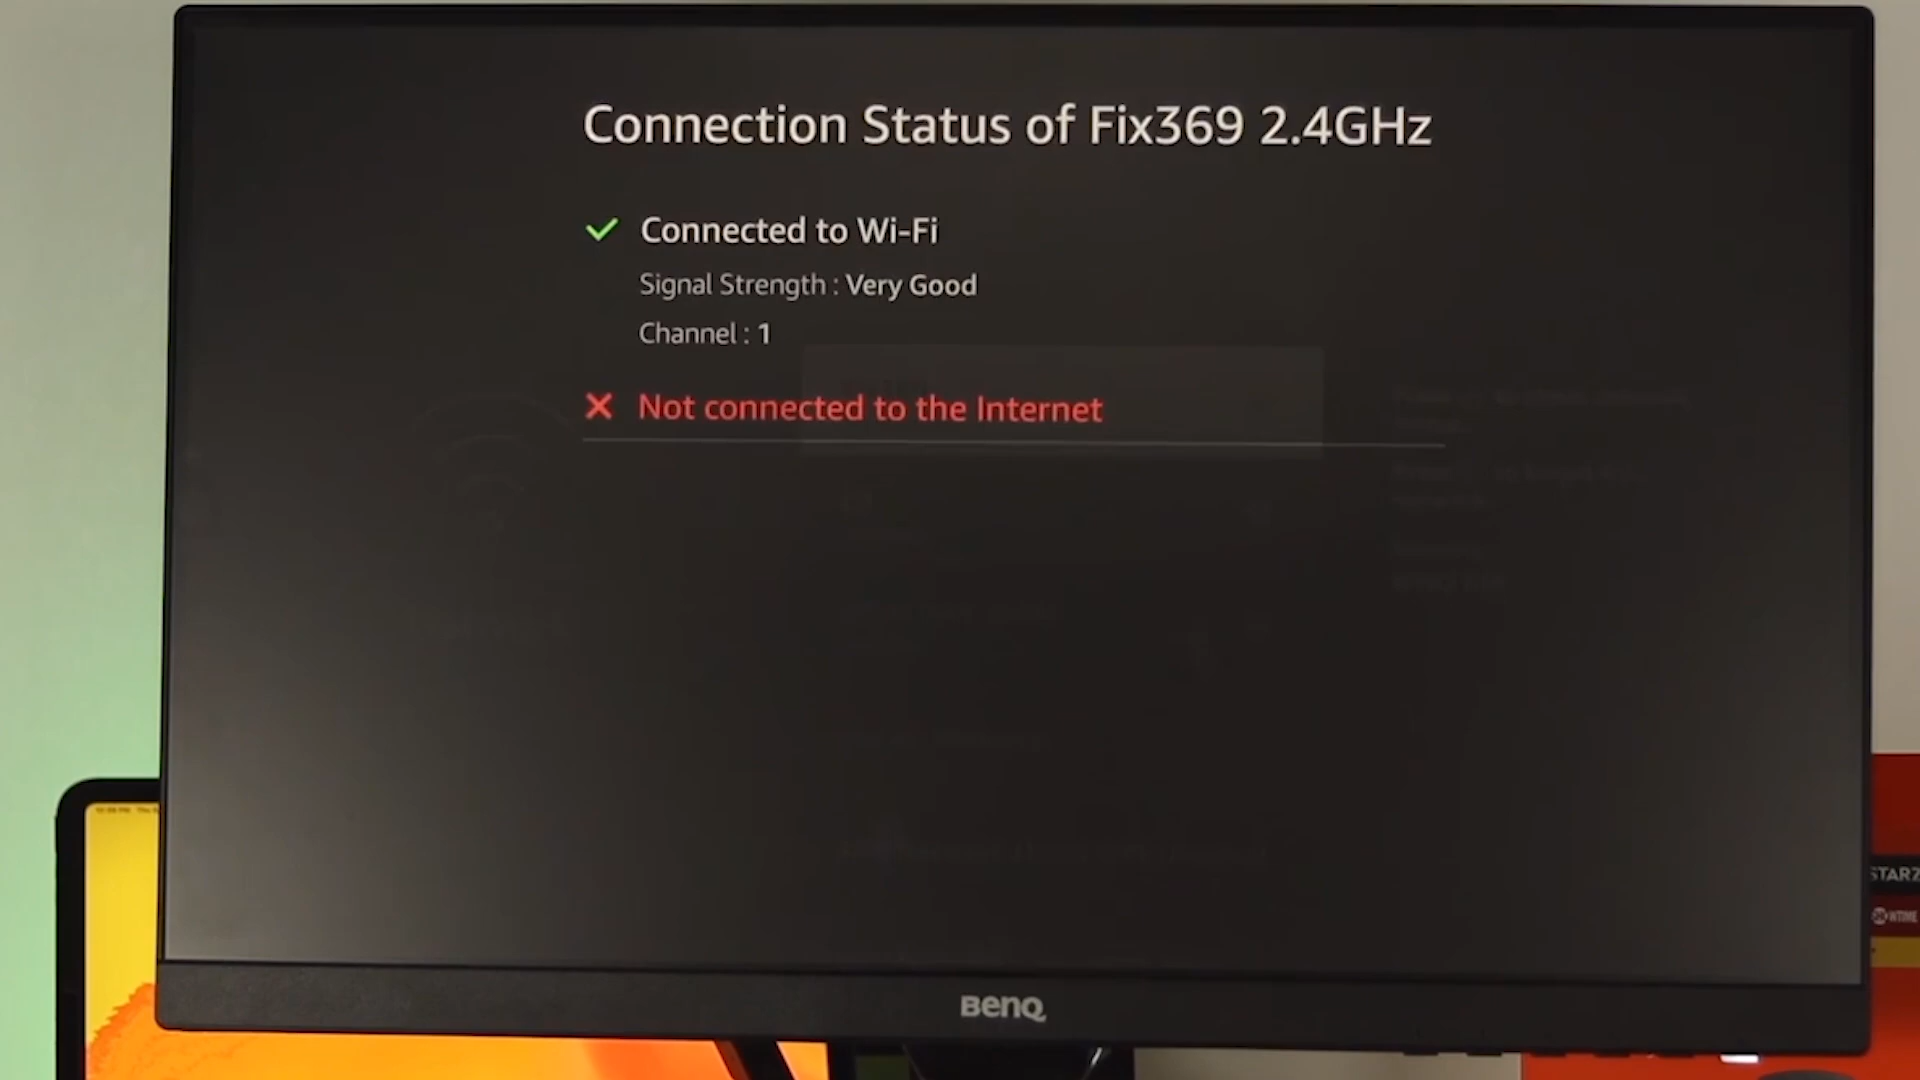 Connection Status of Fix369 2.4GHz
Connected to Wi-Fi
Signal Strength : Very Good
Channel : 1
Not connected to the Internet
STARZ
BenQ